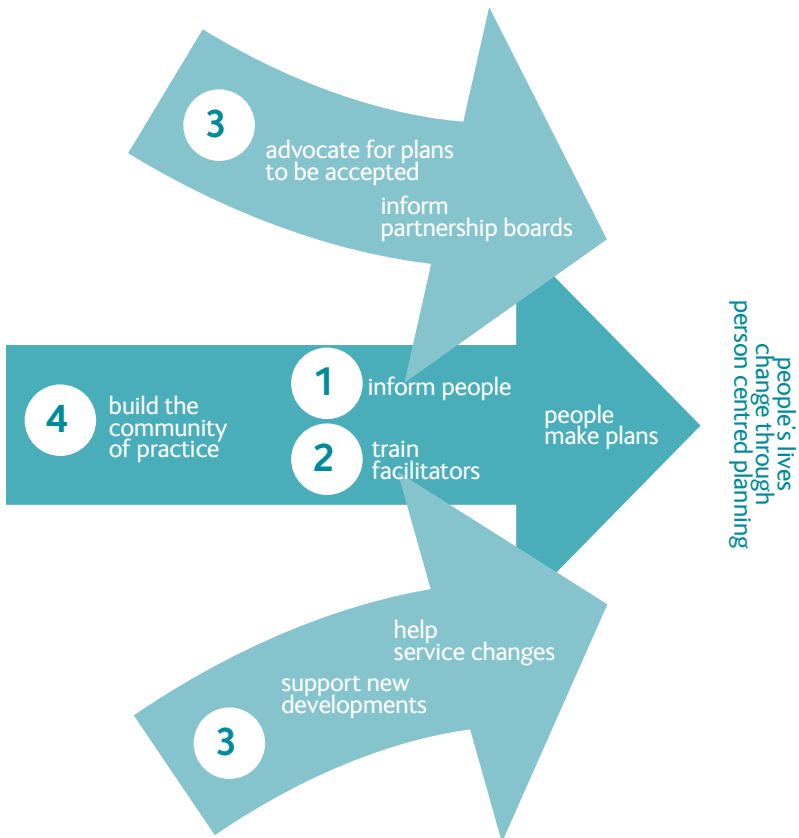 3
advocate for plans
to be accepted
inform
partnership boards
1
inform people
4
build the
community
of practice
2
train
facilitators
people
make plans
people's lives
change through
person centred planning
help
service changes
support new
developments
3